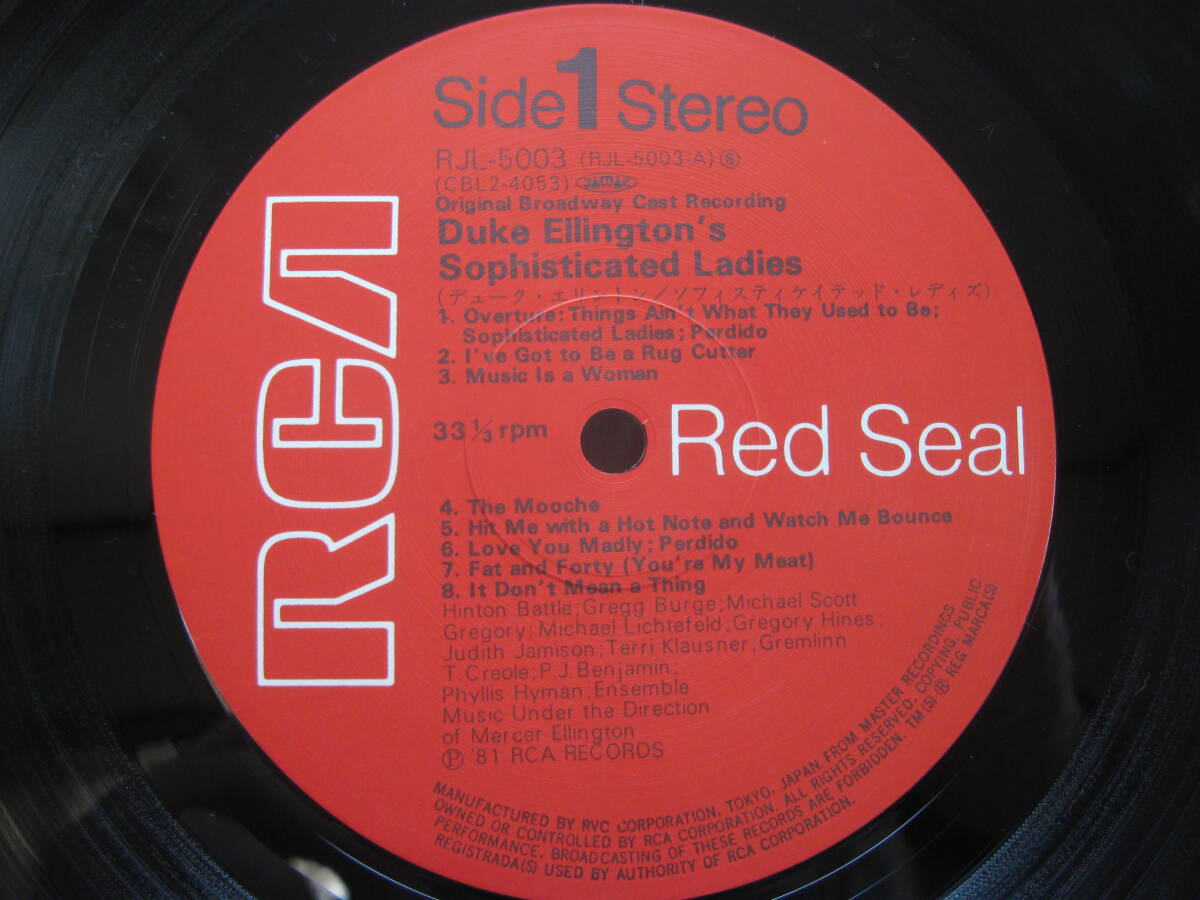 Side 1 Stereo
RJL-5003 (RJL-5003-A) ⑧
(CBL2-4053)
Original Broadway Cast Recording
Duke Ellington's
Sophisticated Ladies
(デューク・エリントン/ソフィスティケイテッド・レディズ)
1. Overture: Things Ain't What They Used to Be;
Sophisticated Ladies; Perdido
2. I've Got to Be a Rug Cutter
3. Music Is a Woman
RCA
33 1/3 rpm
Red Seal
4. The Mooche
5. Hit Me with a Hot Note and Watch Me Bounce
6. Love You Madly; Perdido
7. Fat and Forty (You're My Meat)
8. It Don't Mean a Thing
Hinton Battle; Gregg Burge; Michael Scott
Gregory; Michael Lichtefeld; Gregory Hines;
Judith Jamison; Terri Klausner; Gremlinn
T. Creole; P.J. Benjamin;
Phyllis Hyman; Ensemble
Music Under the Direction
of Mercer Ellington
Ⓟ '81 RCA RECORDS
MANUFACTURED BY RVC CORPORATION, TOKYO, JAPAN, FROM MASTER RECORDINGS
OWNED OR CONTROLLED BY RCA CORPORATION. ALL RIGHTS RESERVED, COPYING, PUBLIC
PERFORMANCE, BROADCASTING OF THESE RECORDS ARE FORBIDDEN. TM(S) ® REG MARCA(S)
REGISTRADA(S) USED BY AUTHORITY OF RCA CORPORATION.